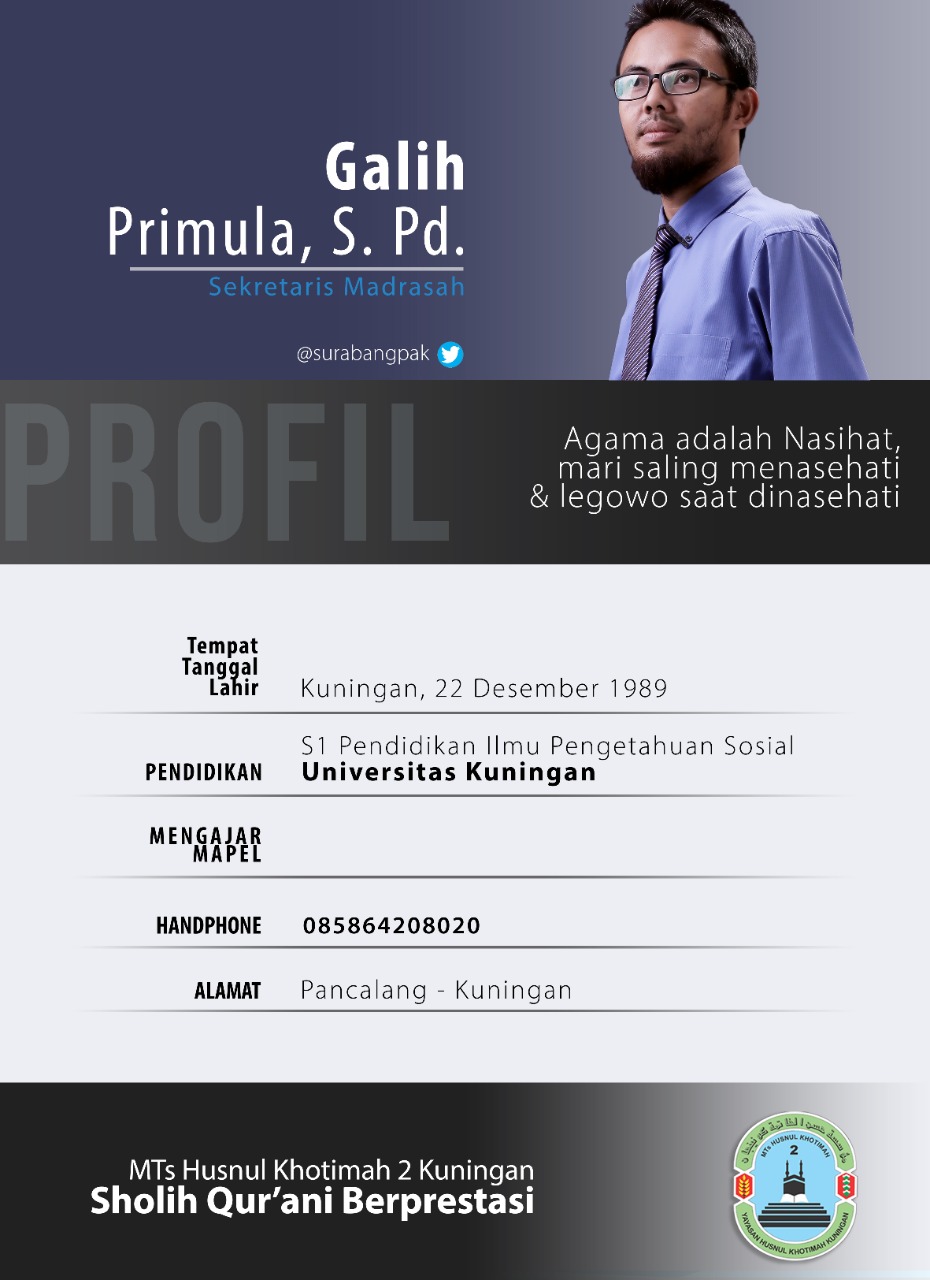 Galih
Primula, S. Pd.
Sekretaris Madrasah
@surabangpak
PROFIL
Agama adalah Nasihat,
mari saling menasehati
& legowo saat dinasehati
Tempat
Tanggal
Lahir
Kuningan, 22 Desember 1989
S1 Pendidikan Ilmu Pengetahuan Sosial
PENDIDIKAN
Universitas Kuningan
MENGAJAR
MAPEL
HANDPHONE
085864208020
ALAMAT
Pancalang - Kuningan
MTs Husnul Khotimah 2 Kuningan
Sholih Qur’ani Berprestasi
MTs HUSNUL KHOTIMAH
2
YAYASAN HUSNUL KHOTIMAH KUNINGAN